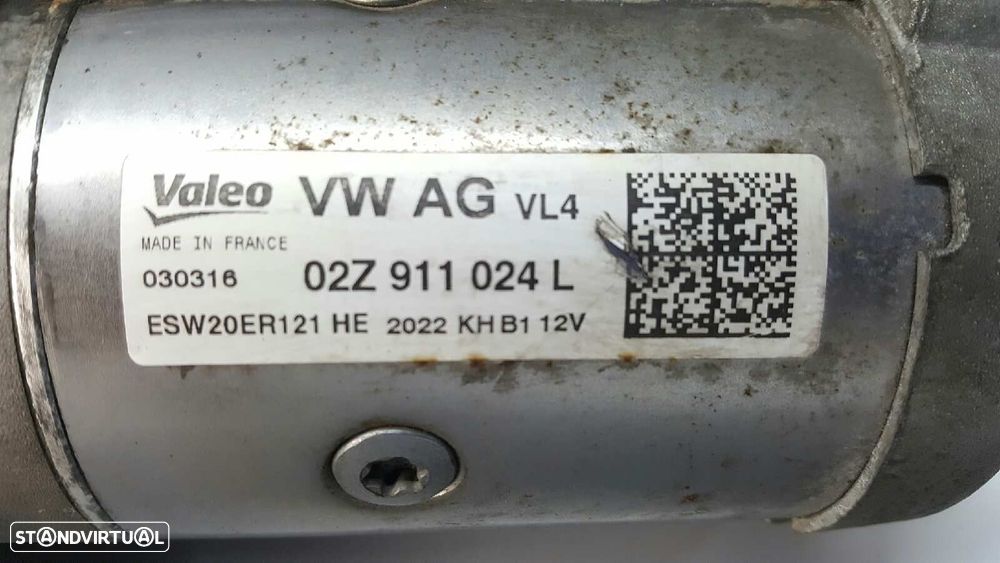 Valeo VW AG VL4
MADE IN FRANCE
030316 02Z 911 024 L
ESW20ER121 HE 2022 KH B1 12V
STANDVIRTUAL